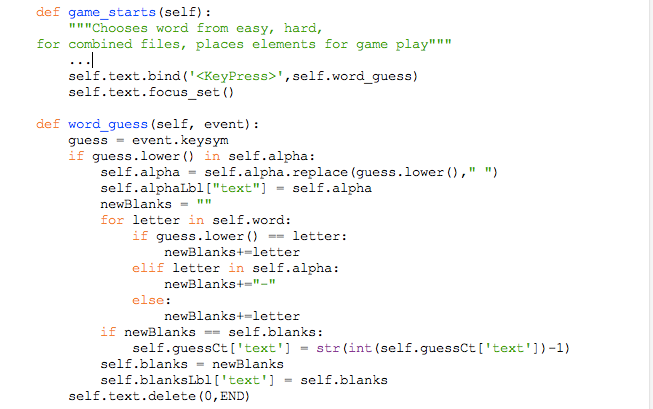 def game_starts(self):
    """Chooses word from easy, hard,
for combined files, places elements for game play"""
    ...
    self.text.bind('<KeyPress>',self.word_guess)
    self.text.focus_set()

def word_guess(self, event):
    guess = event.keysym
    if guess.lower() in self.alpha:
        self.alpha = self.alpha.replace(guess.lower()," ")
        self.alphaLbl["text"] = self.alpha
        newBlanks = ""
        for letter in self.word:
            if guess.lower() == letter:
                newBlanks+=letter
            elif letter in self.alpha:
                newBlanks+="-"
            else:
                newBlanks+=letter
        if newBlanks == self.blanks:
            self.guessCt['text'] = str(int(self.guessCt['text'])-1)
        self.blanks = newBlanks
        self.blanksLbl['text'] = self.blanks
    self.text.delete(0,END)